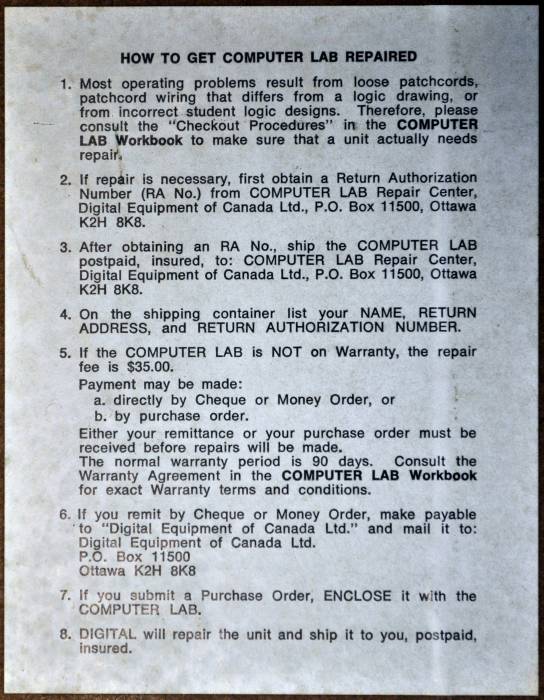 HOW TO GET COMPUTER LAB REPAIRED
1. Most operating problems result from loose patchcords,
patchcord wiring that differs from a logic drawing, or
from incorrect student logic designs. Therefore, please
consult the "Checkout Procedures" in the COMPUTER
LAB Workbook to make sure that a unit actually needs
repair.
2. If repair is necessary, first obtain a Return Authorization
Number (RA No.) from COMPUTER LAB Repair Center,
Digital Equipment of Canada Ltd., P.O. Box 11500, Ottawa
K2H 8K8.
3. After obtaining an RA No., ship the COMPUTER LAB
postpaid, insured, to: COMPUTER LAB Repair Center,
Digital Equipment of Canada Ltd., P.O. Box 11500, Ottawa
K2H 8K8.
4. On the shipping container list your NAME, RETURN
ADDRESS, and RETURN AUTHORIZATION NUMBER.
5. If the COMPUTER LAB is NOT on Warranty, the repair
fee is $35.00.
Payment may be made:
a. directly by Cheque or Money Order, or
b. by purchase order.
Either your remittance or your purchase order must be
received before repairs will be made.
The normal warranty period is 90 days. Consult the
Warranty Agreement in the COMPUTER LAB Workbook
for exact Warranty terms and conditions.
6. If you remit by Cheque or Money Order, make payable
to "Digital Equipment of Canada Ltd." and mail it to:
Digital Equipment of Canada Ltd.
P.O. Box 11500
Ottawa K2H 8K8
7. If you submit a Purchase Order, ENCLOSE it with the
COMPUTER LAB.
8. DIGITAL will repair the unit and ship it to you, postpaid,
insured.